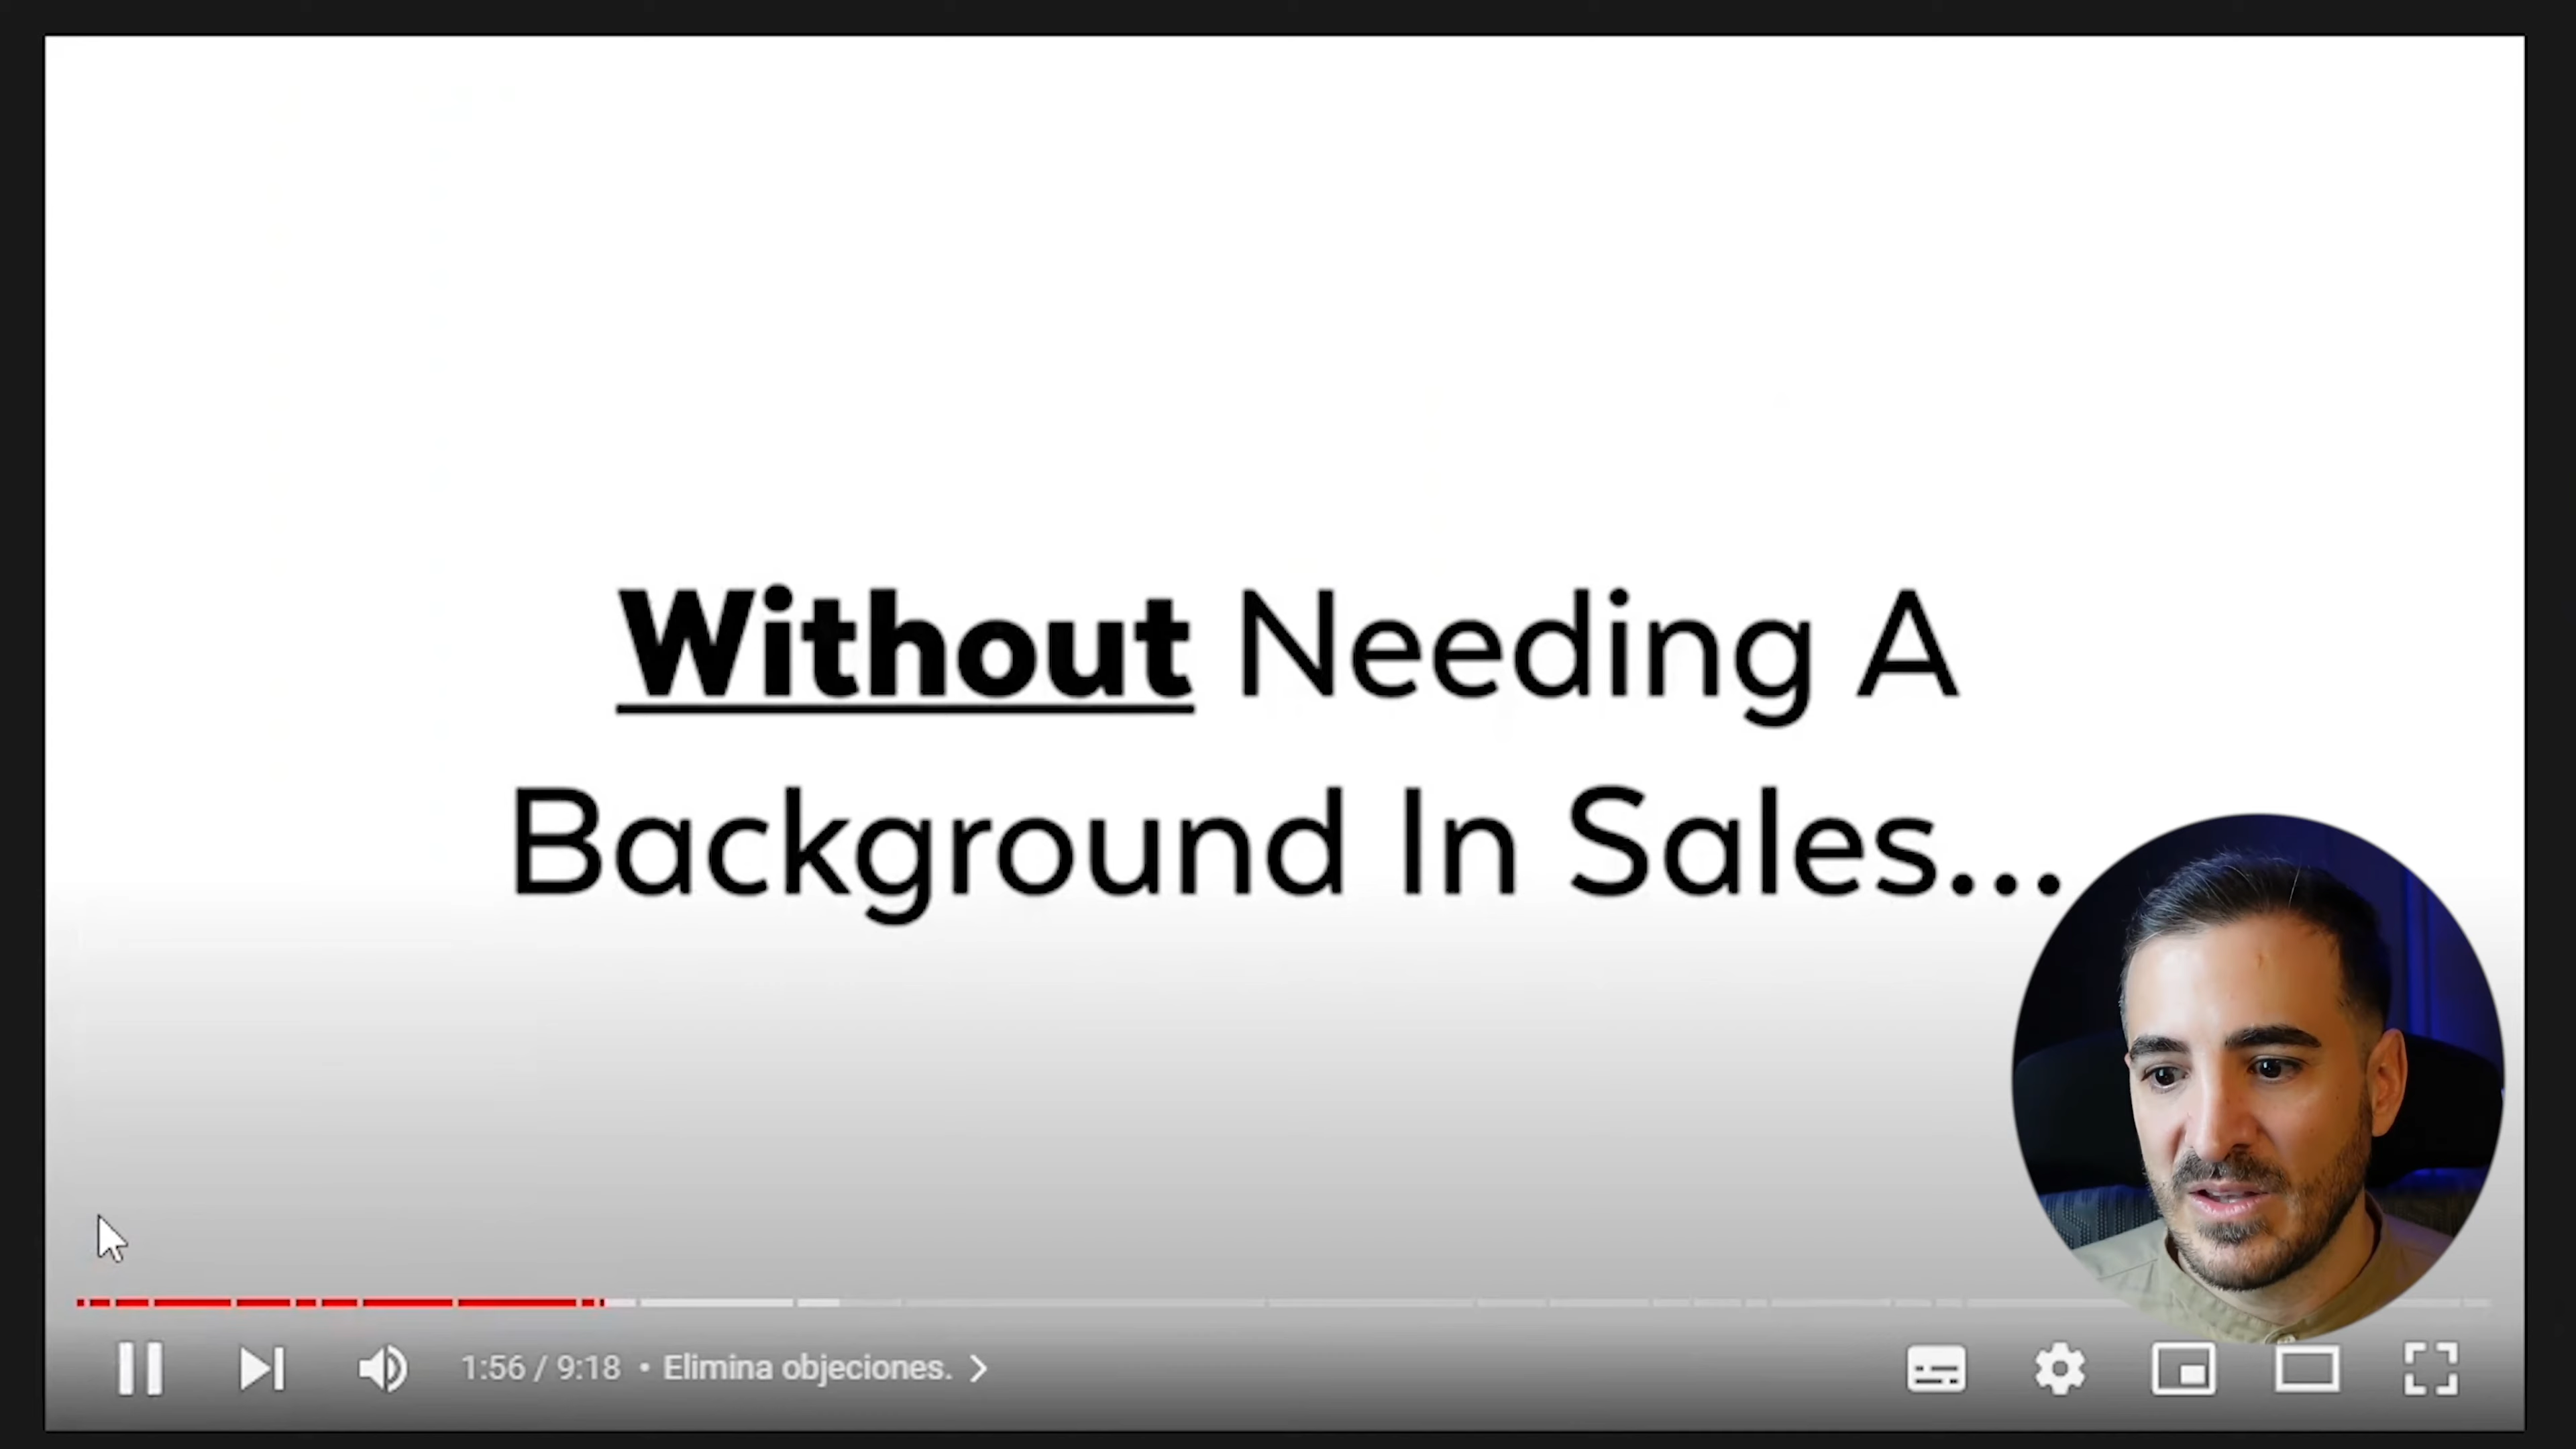 Without Needing A
Background In Sales...
1:56 / 9:18 • Elimina objeciones.